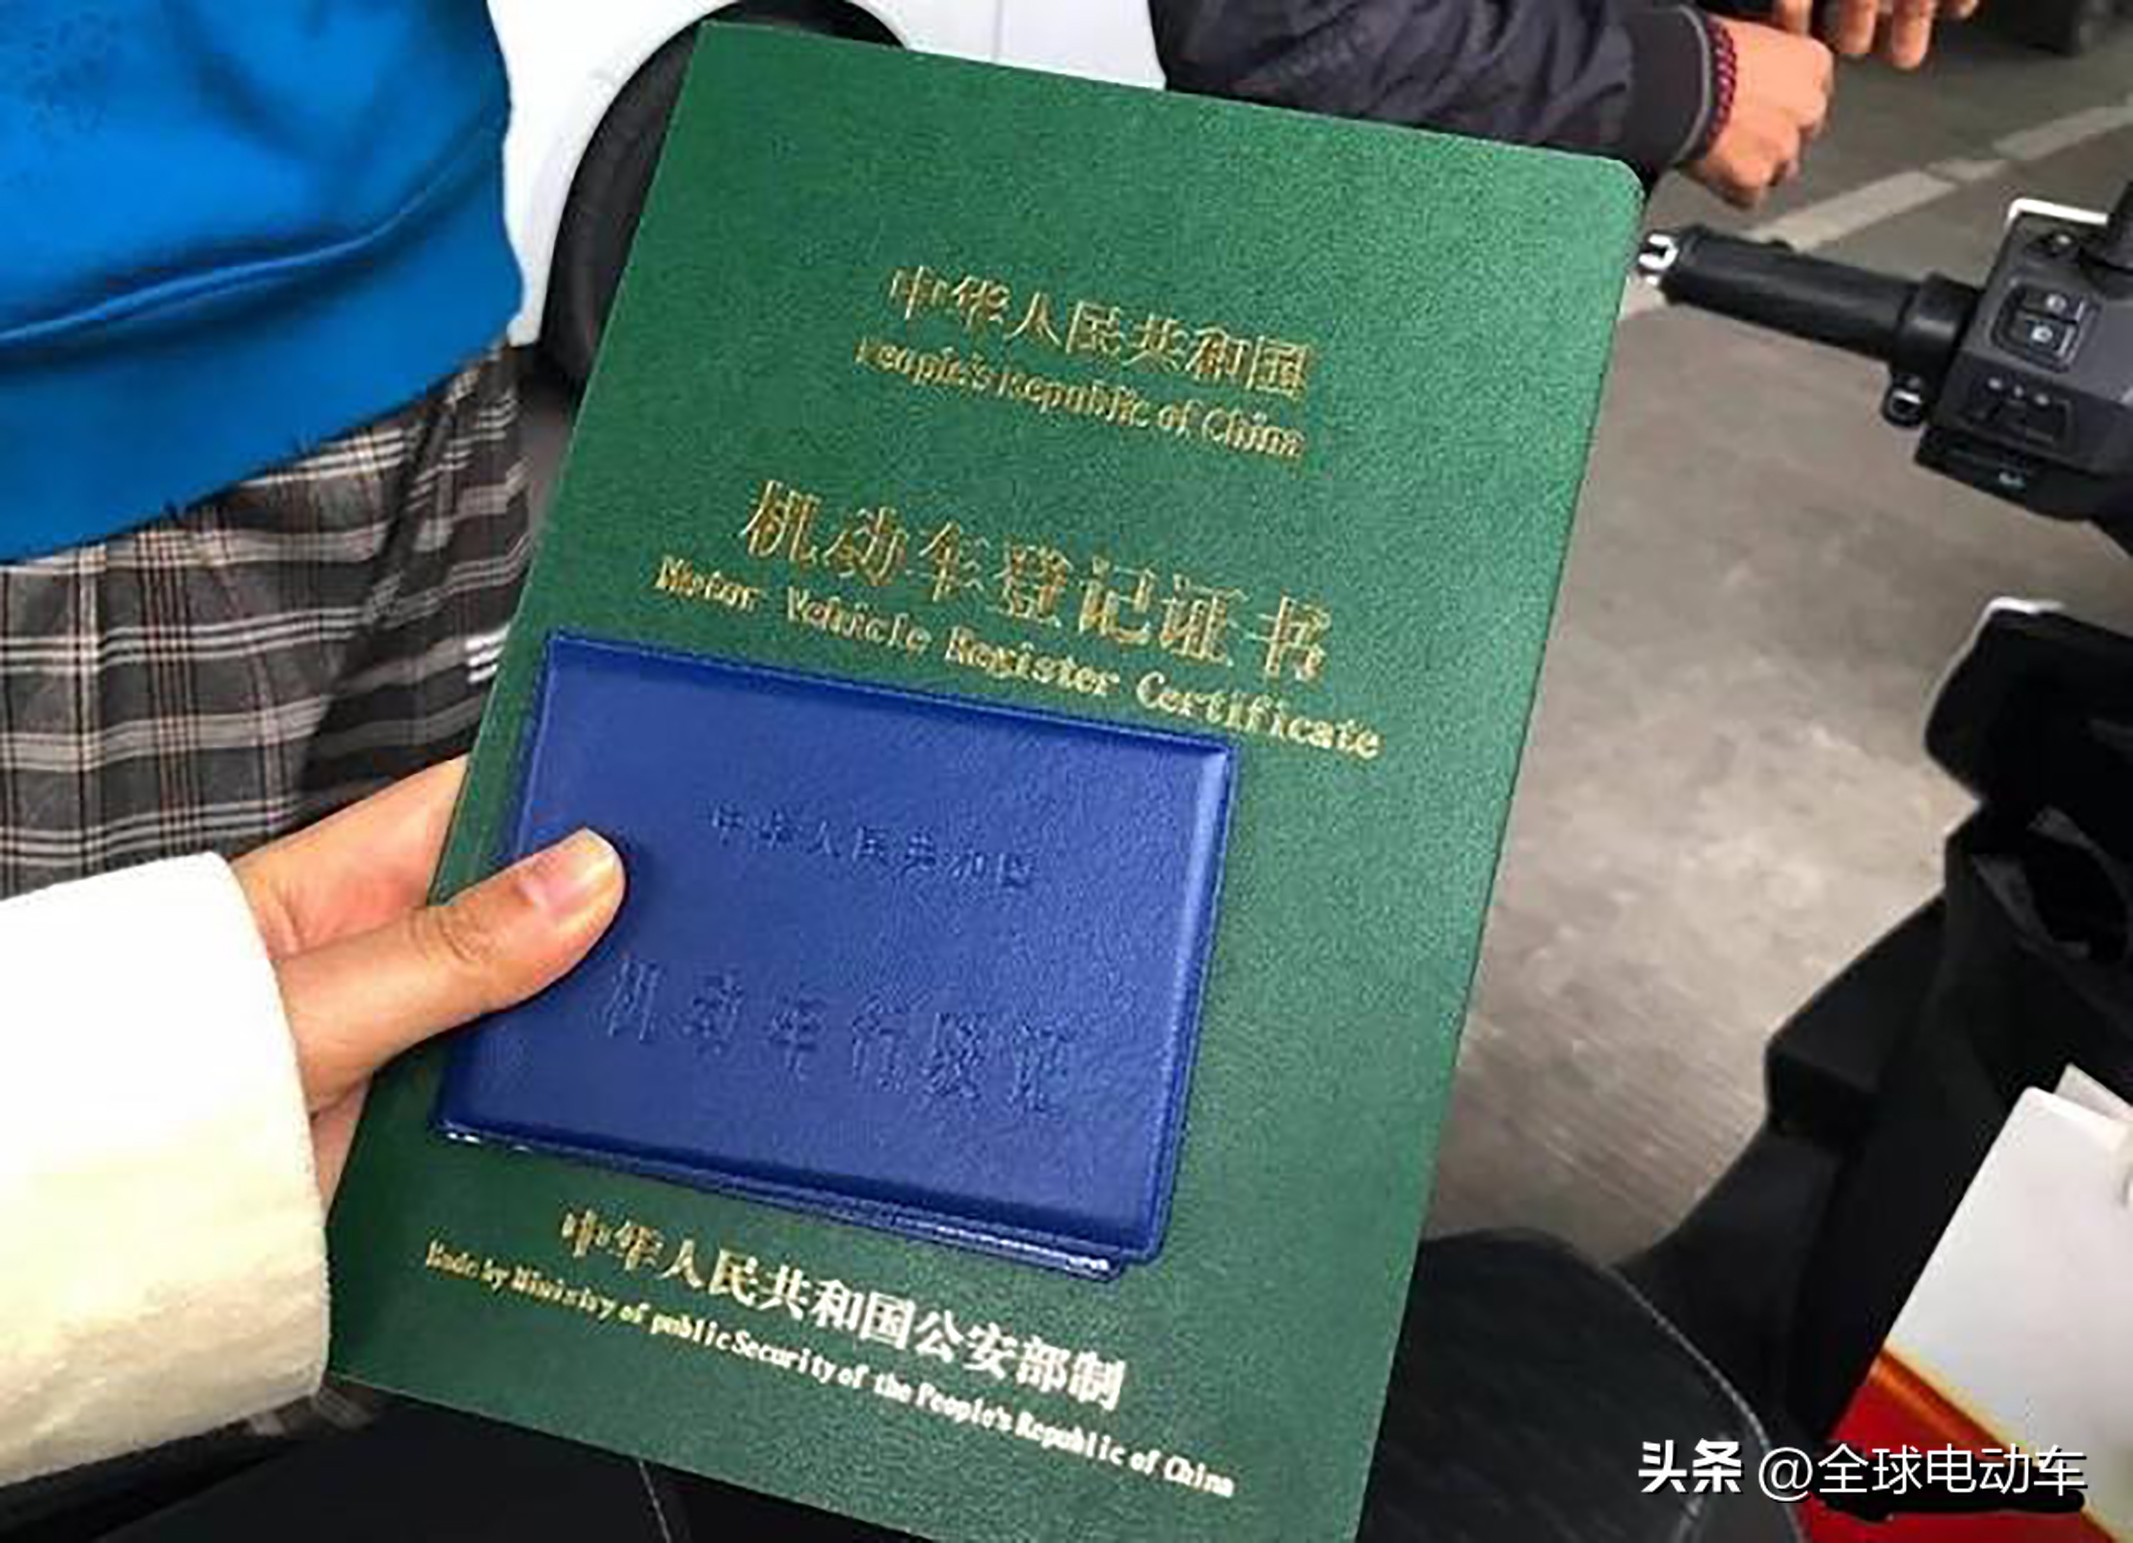 中华人民共和国
People's Republic of China
机动车登记证书
Motor Vehicle Register Certificate
中华人民共和国
机动车行驶证
中华人民共和国公安部制
Made by Ministry of public Security of the People's Republic of China
头条 @全球电动车